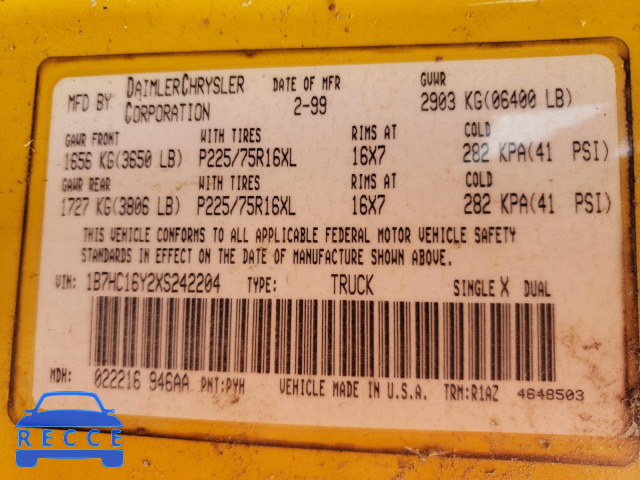 MFD BY DAIMLERCHRYSLER CORPORATION DATE OF MFR 2-99 GVWR 2903 KG(06400 LB)
GAWR FRONT WITH TIRES RIMS AT COLD
1656 KG(3650 LB) P225/75R16XL 16X7 282 KPA(41 PSI)
GAWR REAR WITH TIRES RIMS AT COLD
1727 KG(3806 LB) P225/75R16XL 16X7 282 KPA(41 PSI)
THIS VEHICLE CONFORMS TO ALL APPLICABLE FEDERAL MOTOR VEHICLE SAFETY
STANDARDS IN EFFECT ON THE DATE OF MANUFACTURE SHOWN ABOVE.
VIN: 1B7HC16Y2XS242204 TYPE: TRUCK SINGLE X DUAL
MDH: 022216 946AA PNT:PYH VEHICLE MADE IN U.S.A. TRM:R1AZ 4648503
RECCE